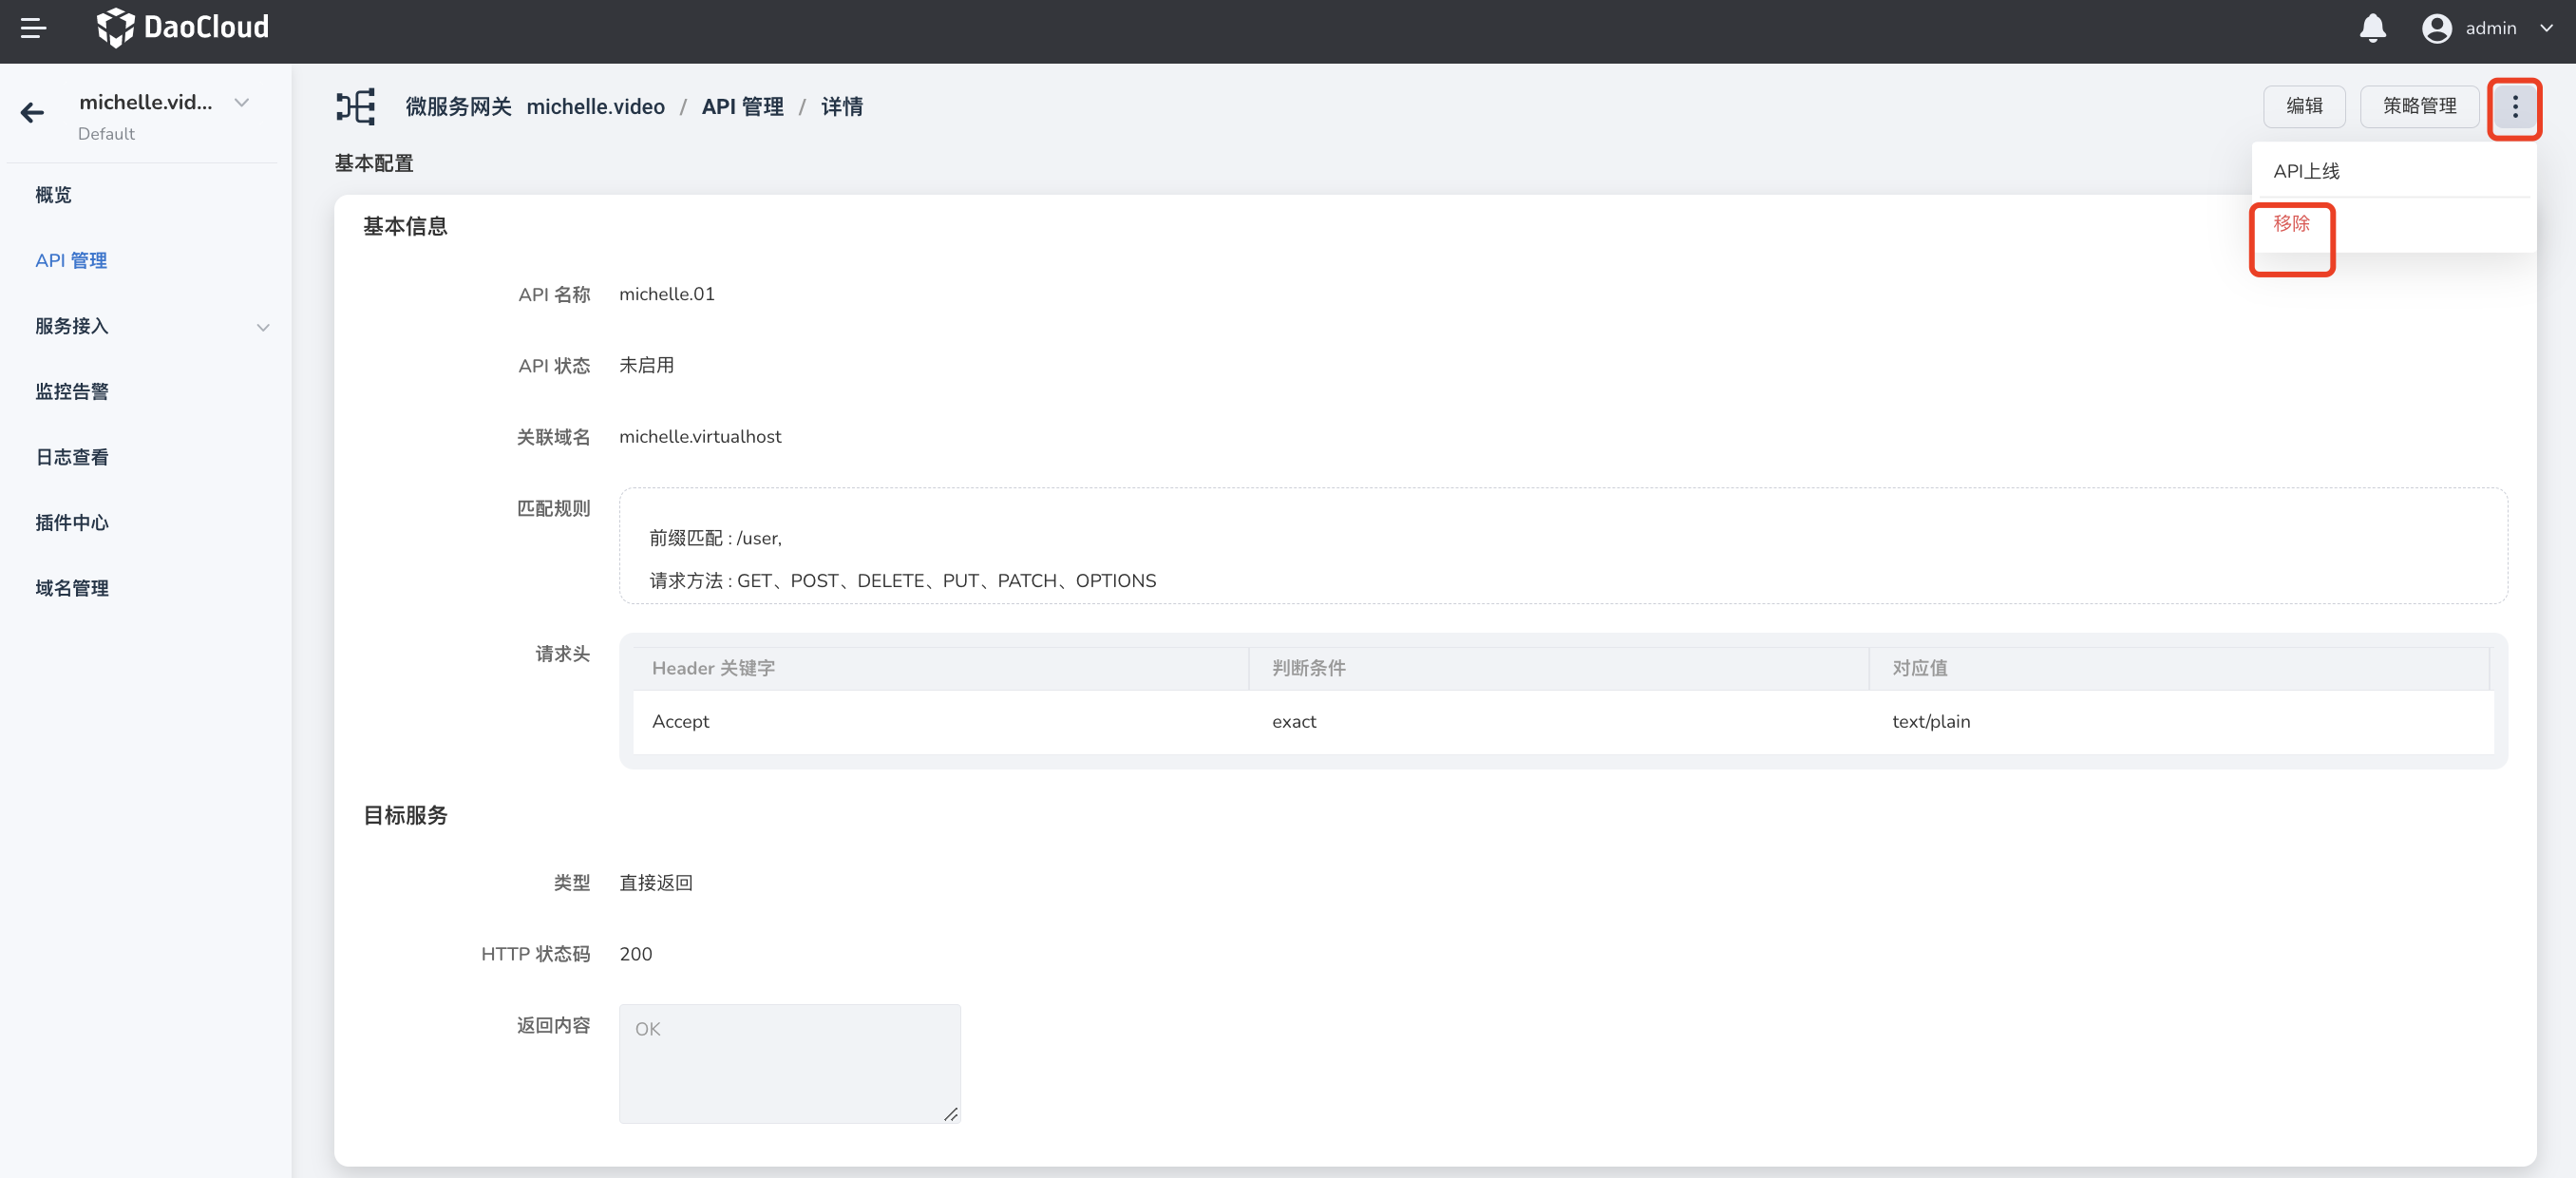 DaoCloud
admin
michelle.vid...
Default
概览
API 管理
服务接入
监控告警
日志查看
插件中心
域名管理
微服务网关 michelle.video / API 管理 / 详情
编辑
策略管理
API上线
移除
基本配置
基本信息
API 名称 michelle.01
API 状态 未启用
关联域名 michelle.virtualhost
匹配规则
前缀匹配 : /user,
请求方法 : GET、POST、DELETE、PUT、PATCH、OPTIONS
请求头
Header 关键字 判断条件 对应值
Accept exact text/plain
目标服务
类型 直接返回
HTTP 状态码 200
返回内容 OK